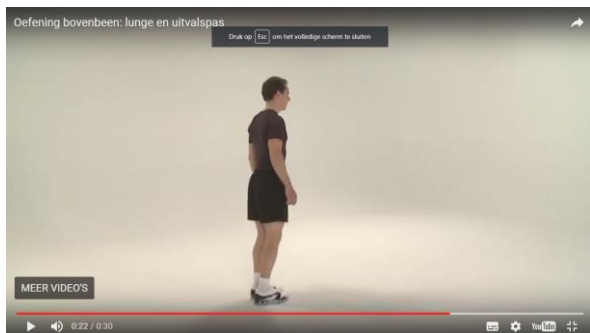 Oefening bovenbeen: lunge en uitvalspas
Druk op Esc om het volledige scherm te sluiten
MEER VIDEO'S
0:22 / 0:30
YouTube